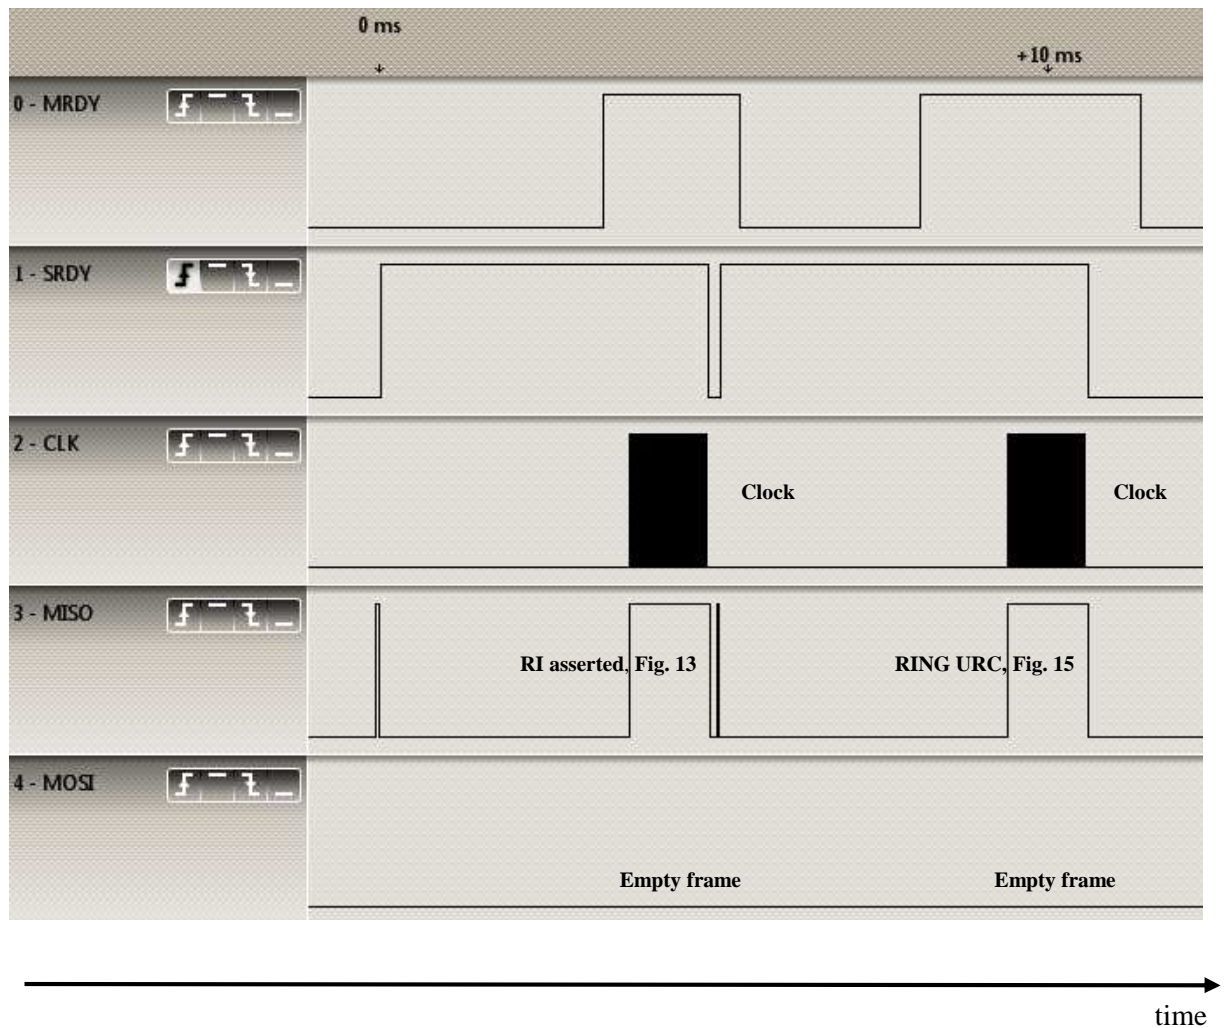 0 ms
+10 ms
0 - MRDY
1 - SRDY
2 - CLK
Clock
Clock
3 - MISO
RI asserted, Fig. 13
RING URC, Fig. 15
4 - MOSI
Empty frame
Empty frame
time